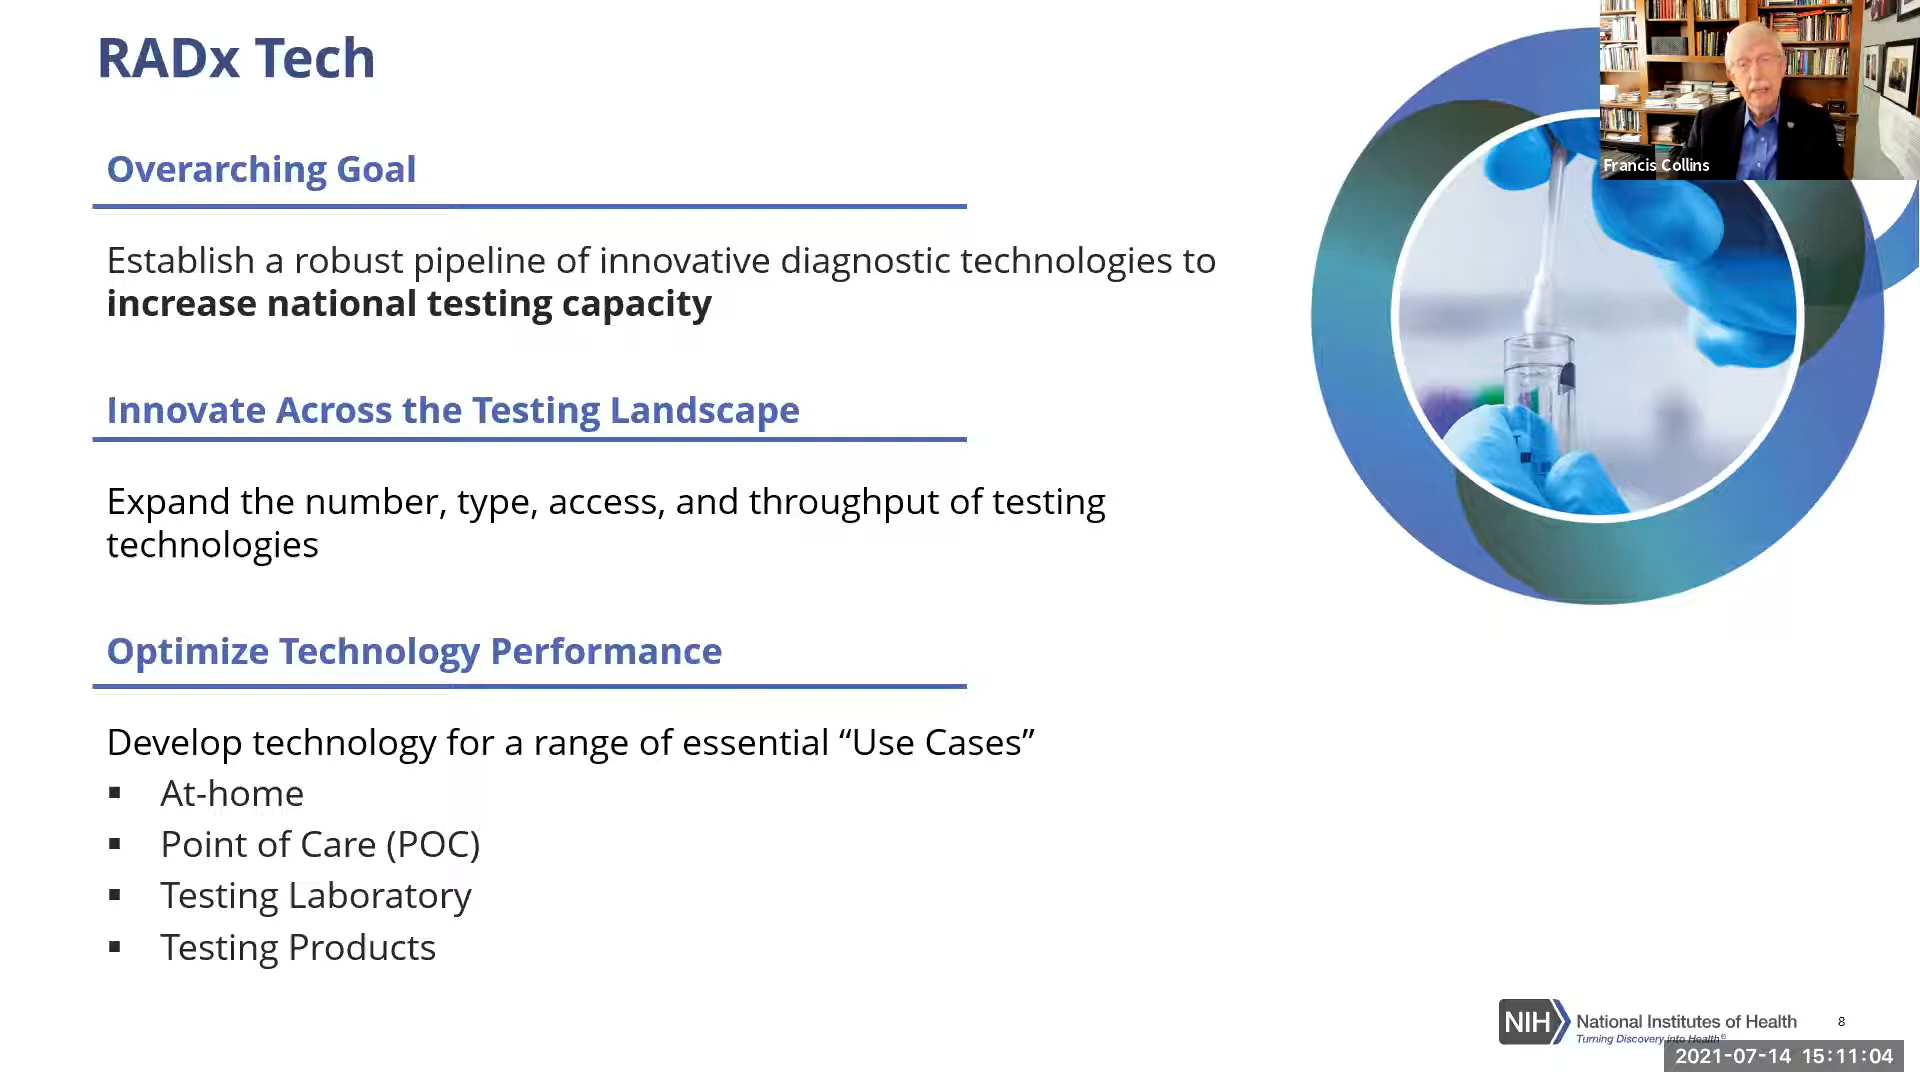 RADx Tech
Francis Collins
Overarching Goal
Establish a robust pipeline of innovative diagnostic technologies to
increase national testing capacity
Innovate Across the Testing Landscape
Expand the number, type, access, and throughput of testing
technologies
Optimize Technology Performance
Develop technology for a range of essential “Use Cases”
▪ At-home
▪ Point of Care (POC)
▪ Testing Laboratory
▪ Testing Products
NIH National Institutes of Health
Turning Discovery into Health®
8
2021-07-14 15:11:04